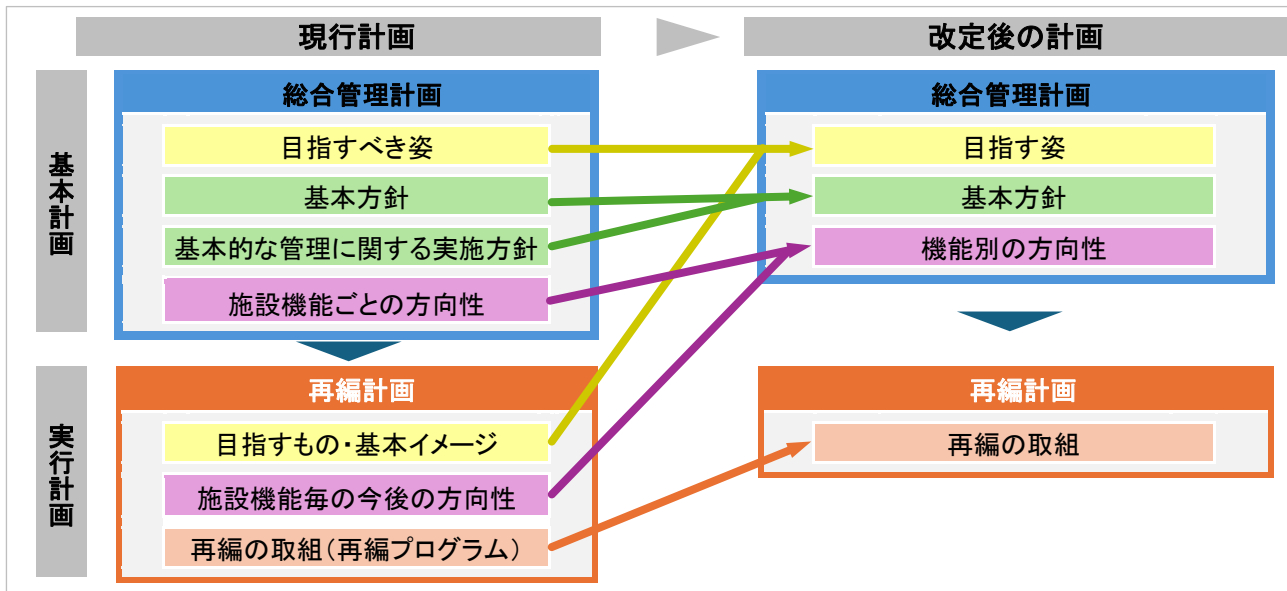 現行計画
改定後の計画
基本計画
総合管理計画
目指すべき姿
基本方針
基本的な管理に関する実施方針
施設機能ごとの方向性
総合管理計画
目指す姿
基本方針
機能別の方向性
実行計画
再編計画
目指すもの・基本イメージ
施設機能毎の今後の方向性
再編の取組(再編プログラム)
再編計画
再編の取組